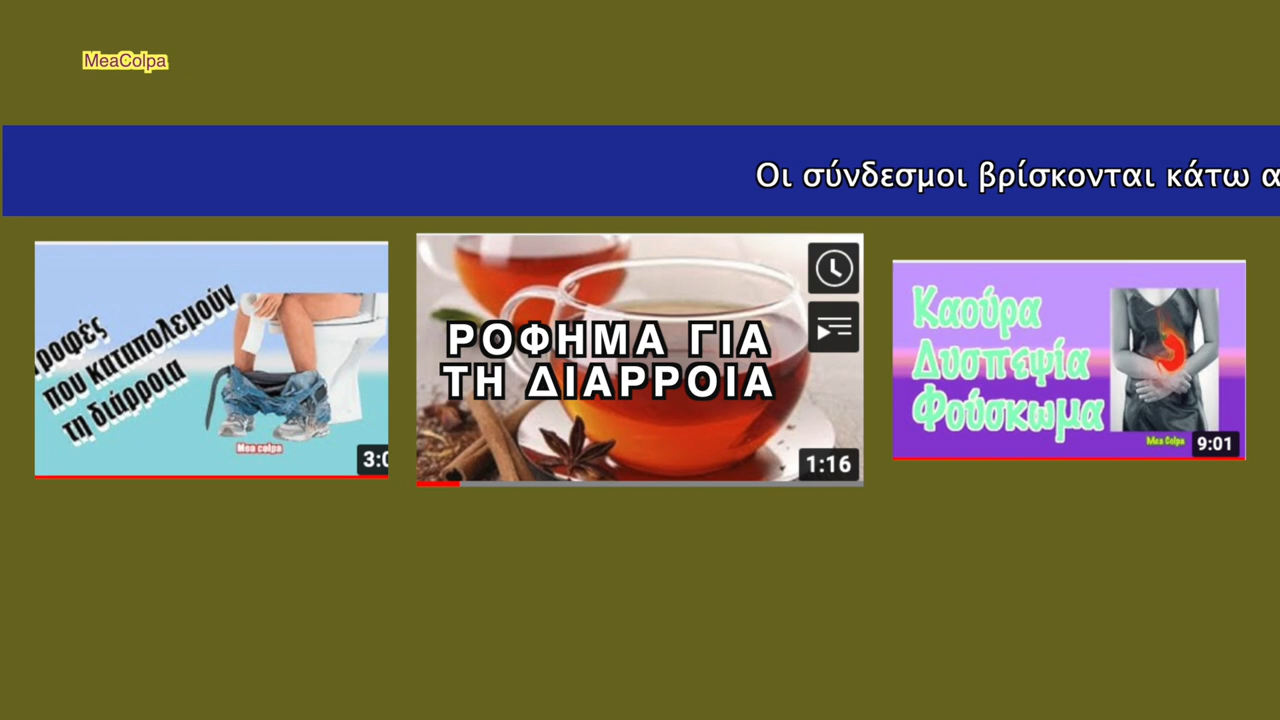 MeaColpa
Οι σύνδεσμοι βρίσκονται κάτω α
τροφές
που καταπολεμούν
τη διάρροια
Mea colpa
3:0
ΡΟΦΗΜΑ ΓΙΑ
ΤΗ ΔΙΑΡΡΟΙΑ
1:16
Καούρα
Δυσπεψία
Φούσκωμα
Mea Colpa
9:01